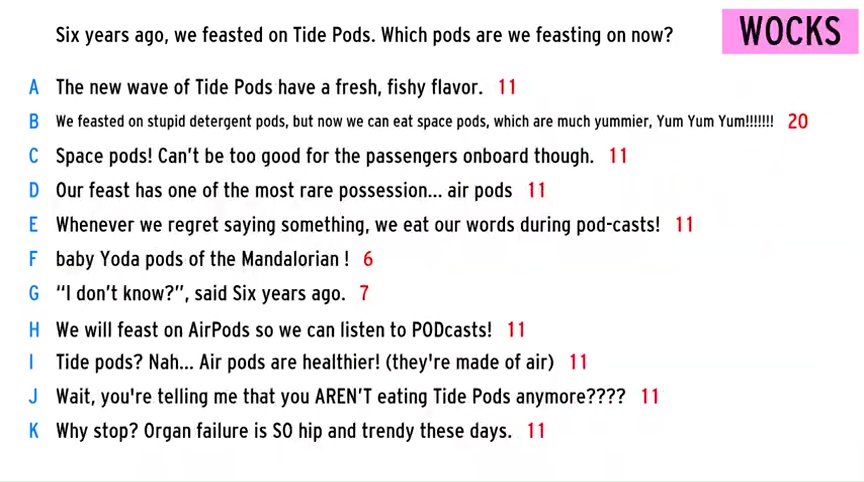 Six years ago, we feasted on Tide Pods. Which pods are we feasting on now?
WOCKS
A The new wave of Tide Pods have a fresh, fishy flavor. 11
B We feasted on stupid detergent pods, but now we can eat space pods, which are much yummier, Yum Yum Yum!!!!!!! 20
C Space pods! Can't be too good for the passengers onboard though. 11
D Our feast has one of the most rare possession... air pods 11
E Whenever we regret saying something, we eat our words during pod-casts! 11
F baby Yoda pods of the Mandalorian ! 6
G “I don't know?”, said Six years ago. 7
H We will feast on AirPods so we can listen to PODcasts! 11
I Tide pods? Nah... Air pods are healthier! (they're made of air) 11
J Wait, you're telling me that you AREN'T eating Tide Pods anymore???? 11
K Why stop? Organ failure is SO hip and trendy these days. 11